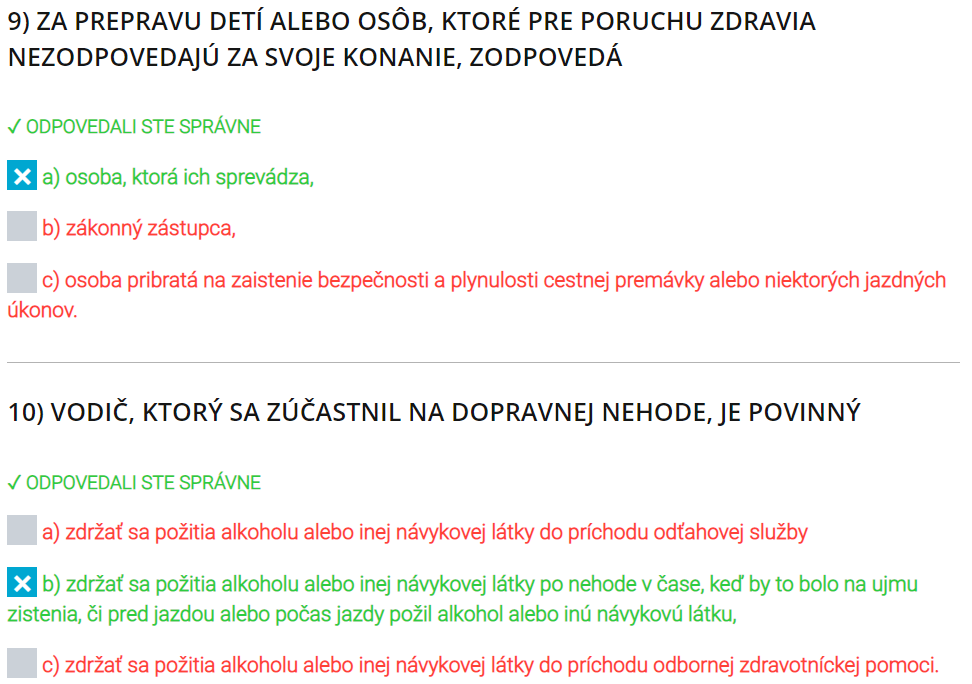 9) ZA PREPRAVU DETÍ ALEBO OSÔB, KTORÉ PRE PORUCHU ZDRAVIA
NEZODPOVEDAJÚ ZA SVOJE KONANIE, ZODPOVEDÁ
✓ ODPOVEDALI STE SPRÁVNE
a) osoba, ktorá ich sprevádza,
b) zákonný zástupca,
c) osoba pribratá na zaistenie bezpečnosti a plynulosti cestnej premávky alebo niektorých jazdných
úkonov.
10) VODIČ, KTORÝ SA ZÚČASTNIL NA DOPRAVNEJ NEHODE, JE POVINNÝ
✓ ODPOVEDALI STE SPRÁVNE
a) zdržať sa požitia alkoholu alebo inej návykovej látky do príchodu odťahovej služby
b) zdržať sa požitia alkoholu alebo inej návykovej látky po nehode v čase, keď by to bolo na ujmu
zistenia, či pred jazdou alebo počas jazdy požil alkohol alebo inú návykovú látku,
c) zdržať sa požitia alkoholu alebo inej návykovej látky do príchodu odbornej zdravotníckej pomoci.